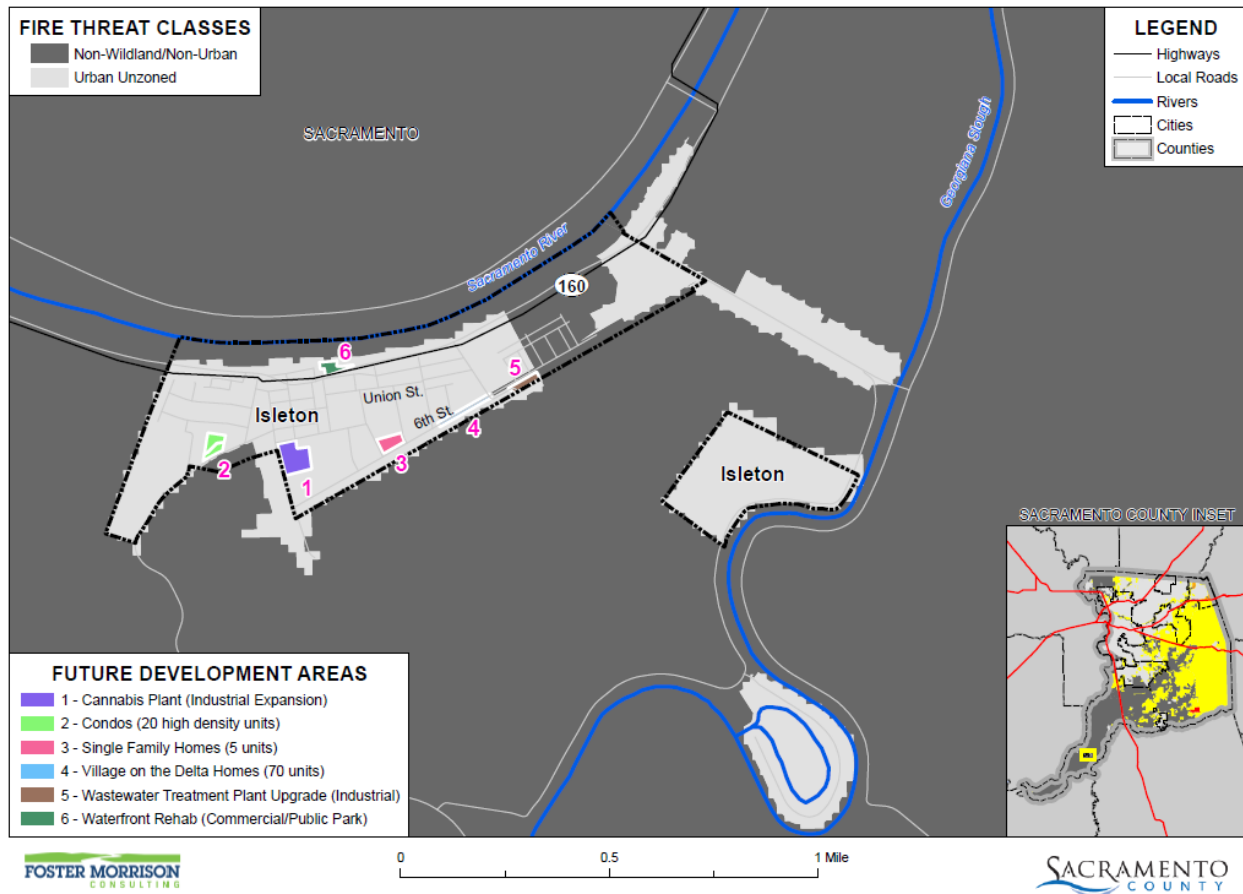 FIRE THREAT CLASSES
Non-Wildland/Non-Urban
Urban Unzoned
LEGEND
Highways
Local Roads
Rivers
Cities
Counties
SACRAMENTO
Georgiana Slough
Sacramento River
160
6
5
Union St.
6th St.
Isleton
4
3
2
1
Isleton
SACRAMENTO COUNTY INSET
FUTURE DEVELOPMENT AREAS
1 - Cannabis Plant (Industrial Expansion)
2 - Condos (20 high density units)
3 - Single Family Homes (5 units)
4 - Village on the Delta Homes (70 units)
5 - Wastewater Treatment Plant Upgrade (Industrial)
6 - Waterfront Rehab (Commercial/Public Park)
FOSTER MORRISON
CONSULTING
0
0.5
1 Mile
SACRAMENTO
COUNTY